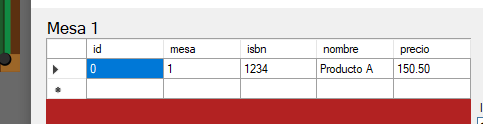 Mesa 1
id mesa isbn nombre precio
0 1 1234 Producto A 150.50